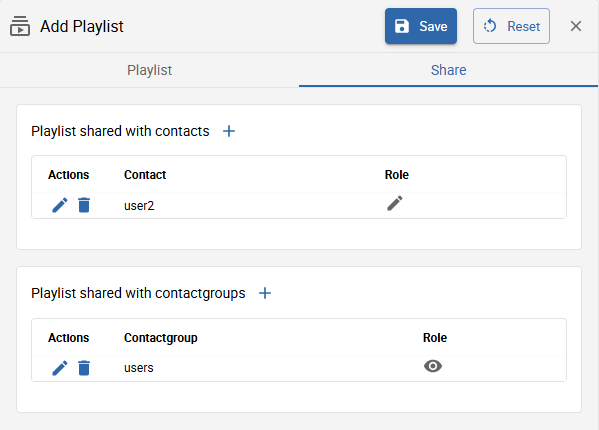 Add Playlist
Save
Reset
Playlist
Share
Playlist shared with contacts
Actions Contact Role
user2
Playlist shared with contactgroups
Actions Contactgroup Role
users